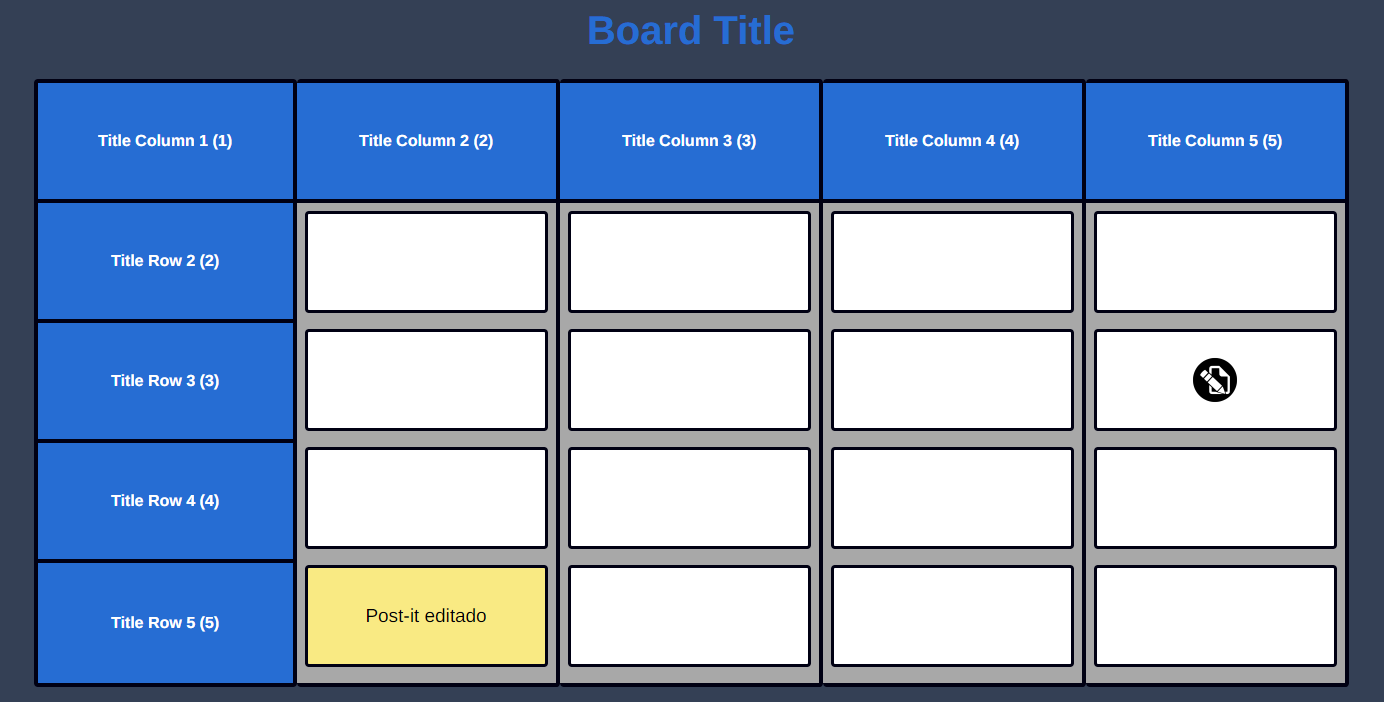 Board Title
Title Column 1 (1)
Title Column 2 (2)
Title Column 3 (3)
Title Column 4 (4)
Title Column 5 (5)
Title Row 2 (2)
Title Row 3 (3)
Title Row 4 (4)
Title Row 5 (5)
Post-it editado